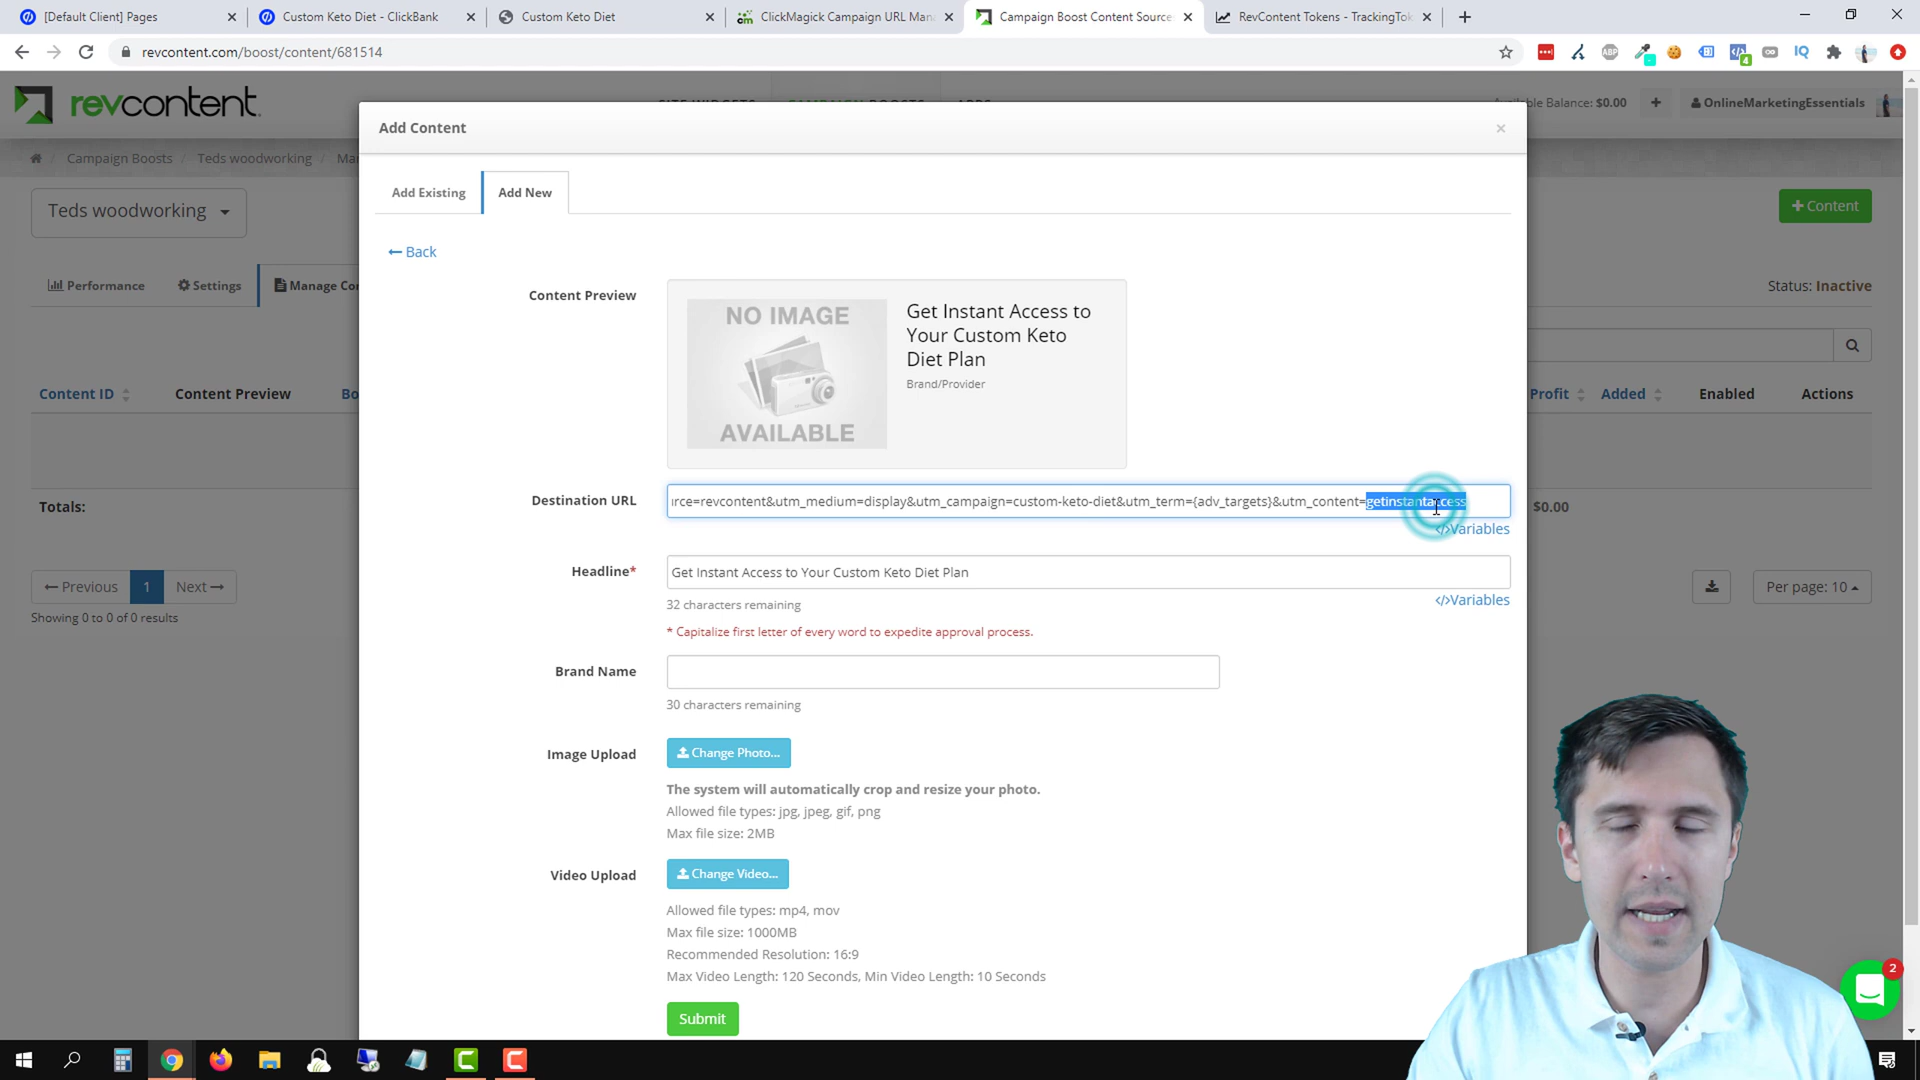 [Default Client] Pages
Custom Keto Diet - ClickBank
Custom Keto Diet
ClickMagick Campaign URL Man
Campaign Boost Content Source
RevContent Tokens - TrackingTok
revcontent.com/boost/content/681514
ABP
IQ
4
revcontent.
Available Balance: $0.00
OnlineMarketingEssentials
Add Content
Campaign Boosts / Teds woodworking /
Add Existing
Add New
Teds woodworking
+ Content
← Back
Performance
Settings
Manage Co
Status: Inactive
Content Preview
NO IMAGE
AVAILABLE
Get Instant Access to
Your Custom Keto
Diet Plan
Brand/Provider
Content ID
Content Preview
Bo
Profit
Added
Enabled
Actions
Totals:
$0.00
Destination URL
urce=revcontent&utm_medium=display&utm_campaign=custom-keto-diet&utm_term={adv_targets}&utm_content=getinstantaccess
</>Variables
Headline*
Get Instant Access to Your Custom Keto Diet Plan
32 characters remaining
</>Variables
* Capitalize first letter of every word to expedite approval process.
← Previous
1
Next →
Per page: 10
Showing 0 to 0 of 0 results
Brand Name
30 characters remaining
Image Upload
Change Photo...
The system will automatically crop and resize your photo.
Allowed file types: jpg, jpeg, gif, png
Max file size: 2MB
Video Upload
Change Video...
Allowed file types: mp4, mov
Max file size: 1000MB
Recommended Resolution: 16:9
Max Video Length: 120 Seconds, Min Video Length: 10 Seconds
Submit
2